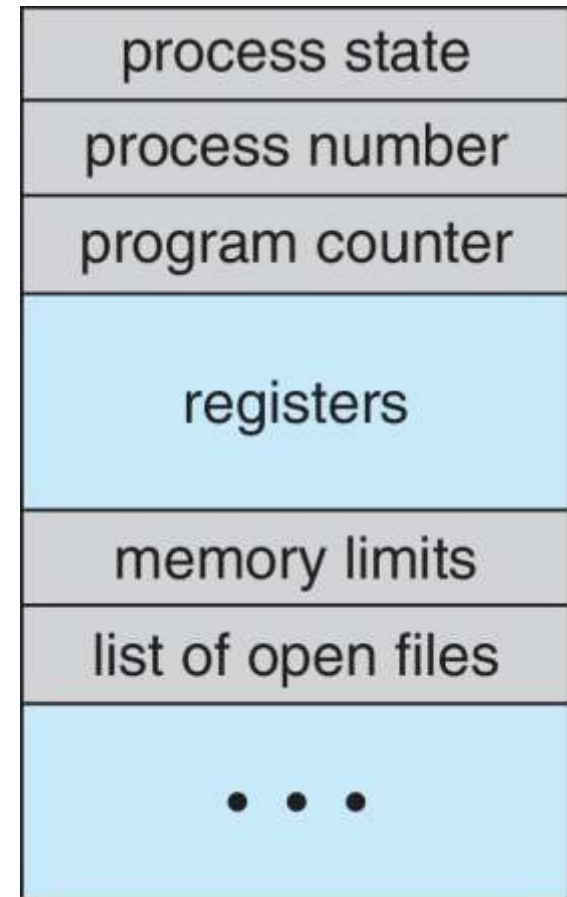 process state
process number
program counter
registers
memory limits
list of open files
• • •